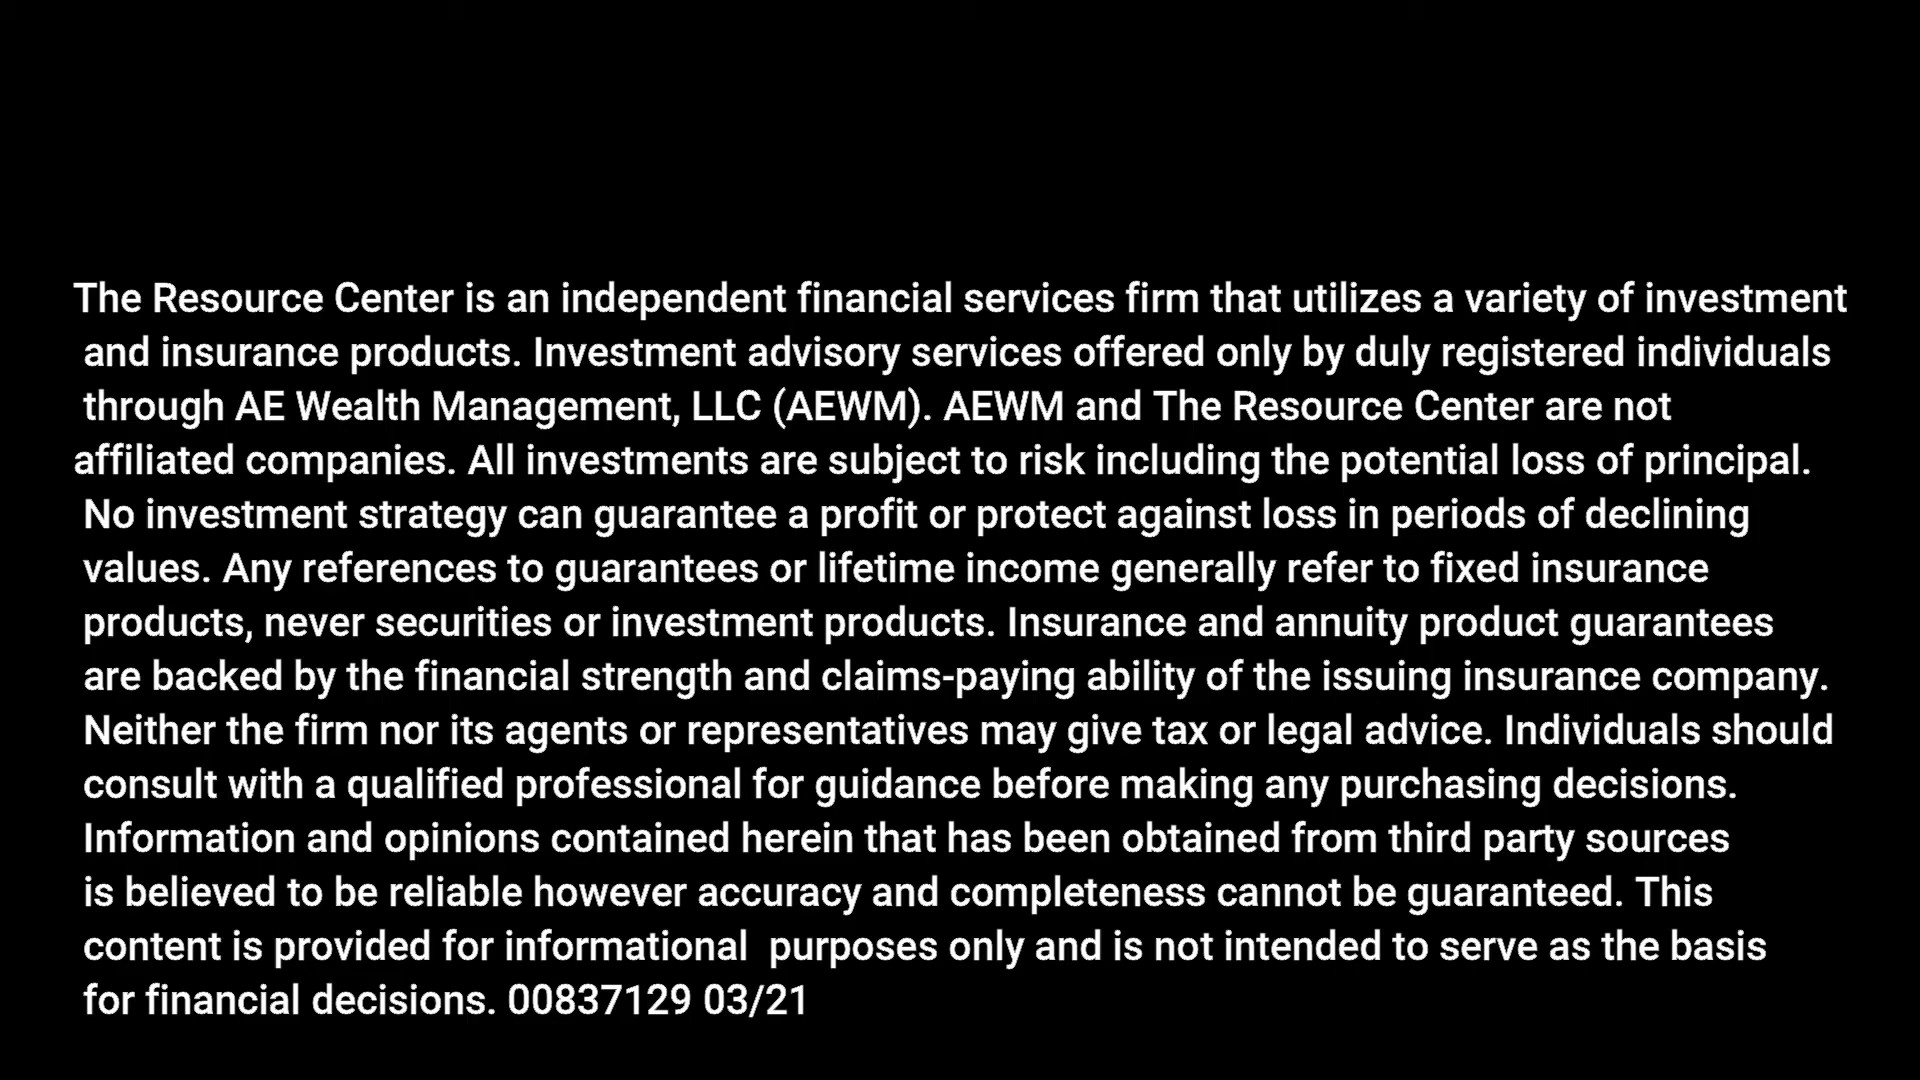 The Resource Center is an independent financial services firm that utilizes a variety of investment
and insurance products. Investment advisory services offered only by duly registered individuals
through AE Wealth Management, LLC (AEWM). AEWM and The Resource Center are not
affiliated companies. All investments are subject to risk including the potential loss of principal.
No investment strategy can guarantee a profit or protect against loss in periods of declining
values. Any references to guarantees or lifetime income generally refer to fixed insurance
products, never securities or investment products. Insurance and annuity product guarantees
are backed by the financial strength and claims-paying ability of the issuing insurance company.
Neither the firm nor its agents or representatives may give tax or legal advice. Individuals should
consult with a qualified professional for guidance before making any purchasing decisions.
Information and opinions contained herein that has been obtained from third party sources
is believed to be reliable however accuracy and completeness cannot be guaranteed. This
content is provided for informational  purposes only and is not intended to serve as the basis
for financial decisions. 00837129 03/21